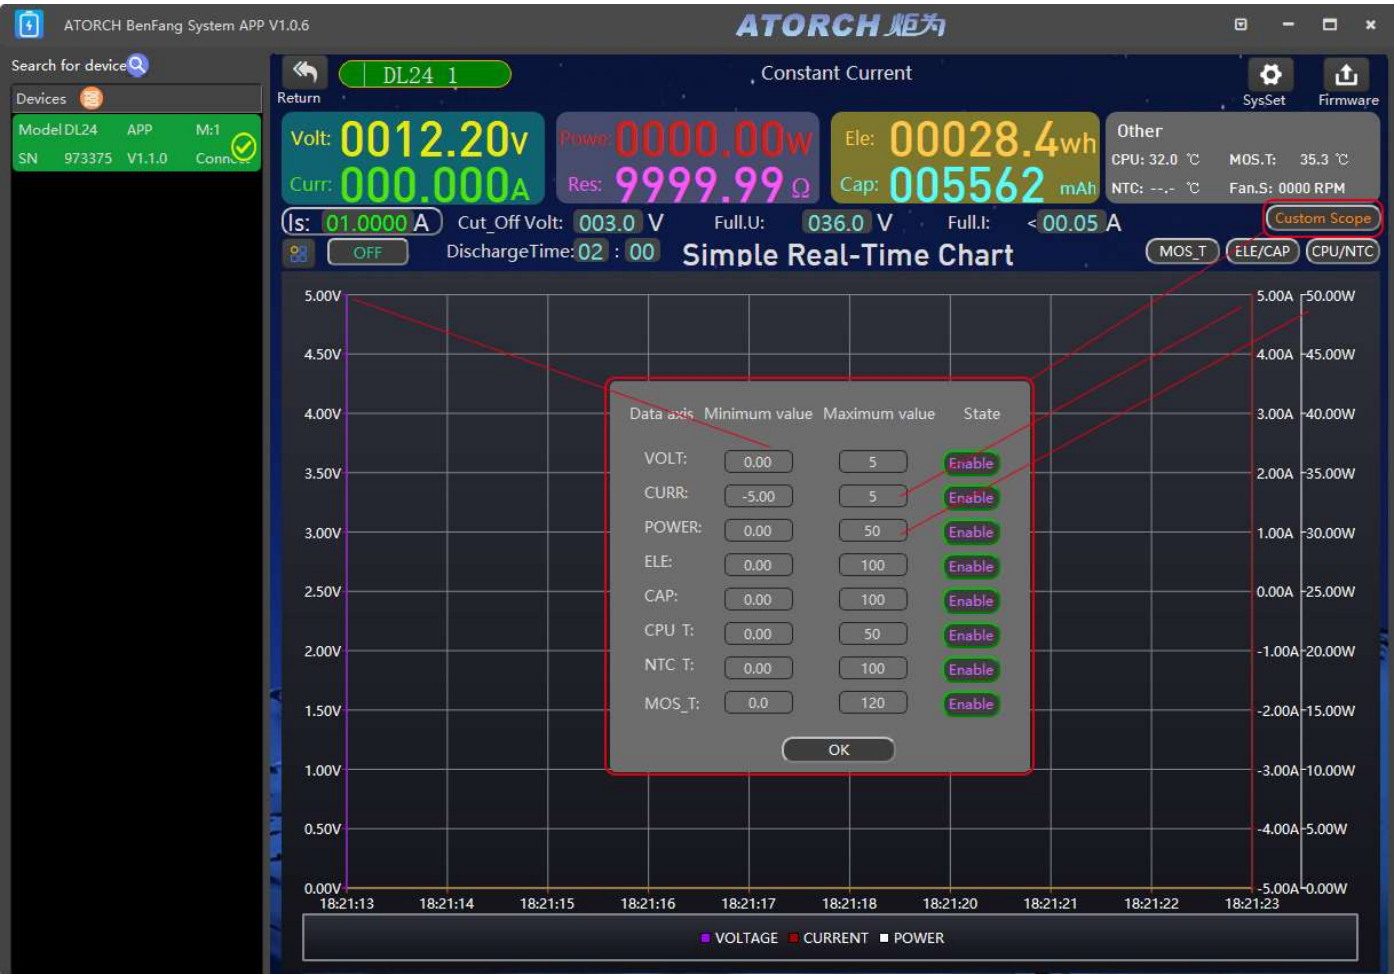 ATORCH BenFang System APP V1.0.6
ATORCH 炬为
Search for device
Devices
Model DL24 APP M:1
SN 973375 V1.1.0
Return
DL24 1
Constant Current
SysSet
Firmware
Volt: 0012.20V
Curr: 000.000A
Powe: 0000.00W
Res: 9999.99 Ω
Ele: 00028.4wh
Cap: 005562 mAh
Other
CPU: 32.0 ℃ MOS.T: 35.3 ℃
NTC: --.- ℃ Fan.S: 0000 RPM
Is: 01.0000 A Cut_Off Volt: 003.0 V Full.U: 036.0 V Full.I: <00.05 A
Custom Scope
OFF
DischargeTime: 02 : 00
Simple Real-Time Chart
MOS_T
ELE/CAP
CPU/NTC
5.00V
4.50V
4.00V
3.50V
3.00V
2.50V
2.00V
1.50V
1.00V
0.50V
0.00V
Data axis Minimum value Maximum value State
VOLT: 0.00 5 Enable
CURR: -5.00 5 Enable
POWER: 0.00 50 Enable
ELE: 0.00 100 Enable
CAP: 0.00 100 Enable
CPU T: 0.00 50 Enable
NTC T: 0.00 100 Enable
MOS_T: 0.0 120 Enable
OK
5.00A 50.00W
4.00A 45.00W
3.00A 40.00W
2.00A 35.00W
1.00A 30.00W
0.00A 25.00W
-1.00A 20.00W
-2.00A 15.00W
-3.00A 10.00W
-4.00A 5.00W
-5.00A 0.00W
18:21:13 18:21:14 18:21:15 18:21:16 18:21:17 18:21:18 18:21:20 18:21:21 18:21:22 18:21:23
VOLTAGE CURRENT POWER